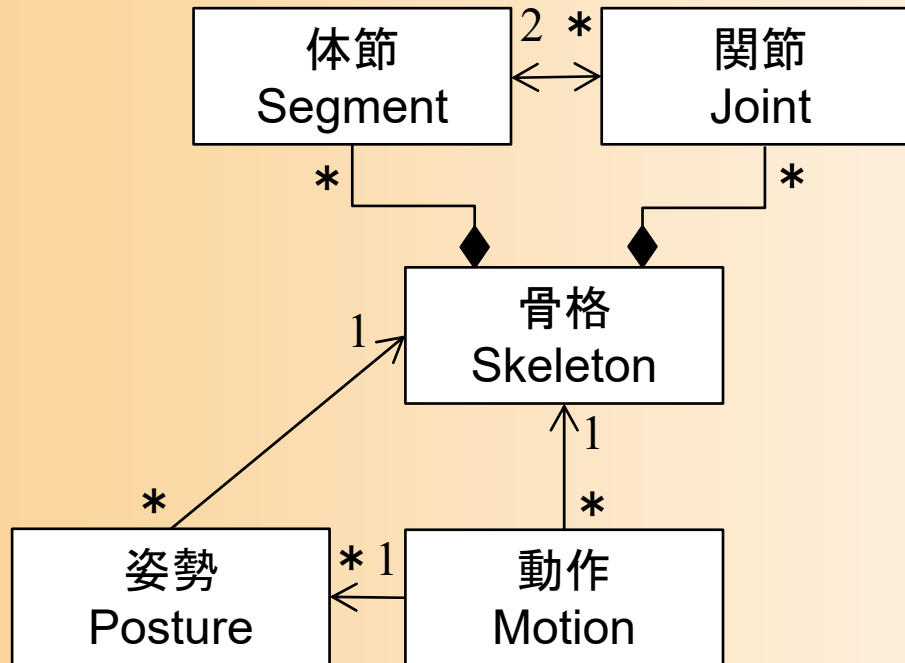 体節
Segment
2 *
関節
Joint
*
*
骨格
Skeleton
1
1
*
*
姿勢
Posture
* 1
動作
Motion